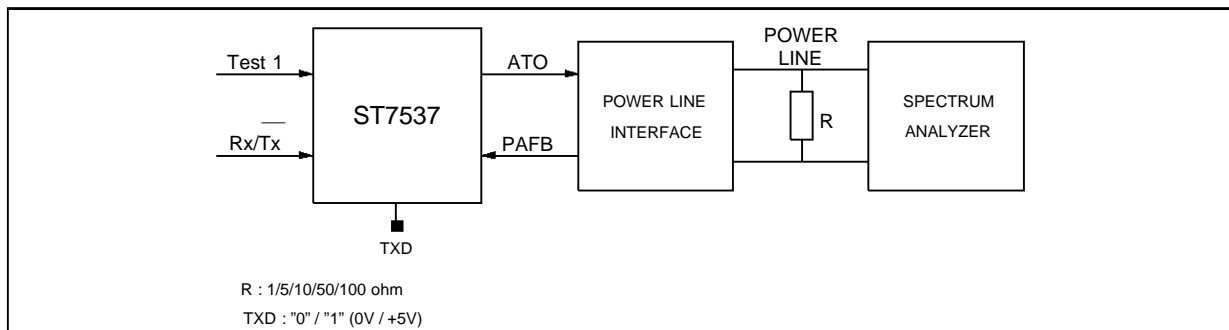 POWER
LINE
Test 1
ATO
ST7537
POWER LINE
INTERFACE
R
SPECTRUM
ANALYZER
Rx/Tx
PAFB
TXD
R : 1/5/10/50/100 ohm
TXD : "0" / "1" (0V / +5V)